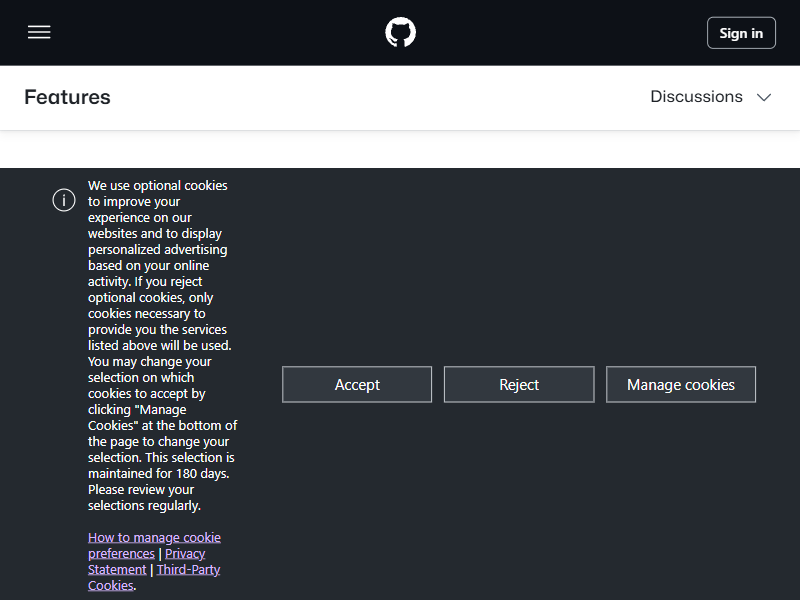 Sign in
Features
Discussions
We use optional cookies
to improve your
experience on our
websites and to display
personalized advertising
based on your online
activity. If you reject
optional cookies, only
cookies necessary to
provide you the services
listed above will be used.
You may change your
selection on which
cookies to accept by
clicking "Manage
Cookies" at the bottom of
the page to change your
selection. This selection is
maintained for 180 days.
Please review your
selections regularly.
How to manage cookie
preferences | Privacy
Statement | Third-Party
Cookies.
Accept
Reject
Manage cookies